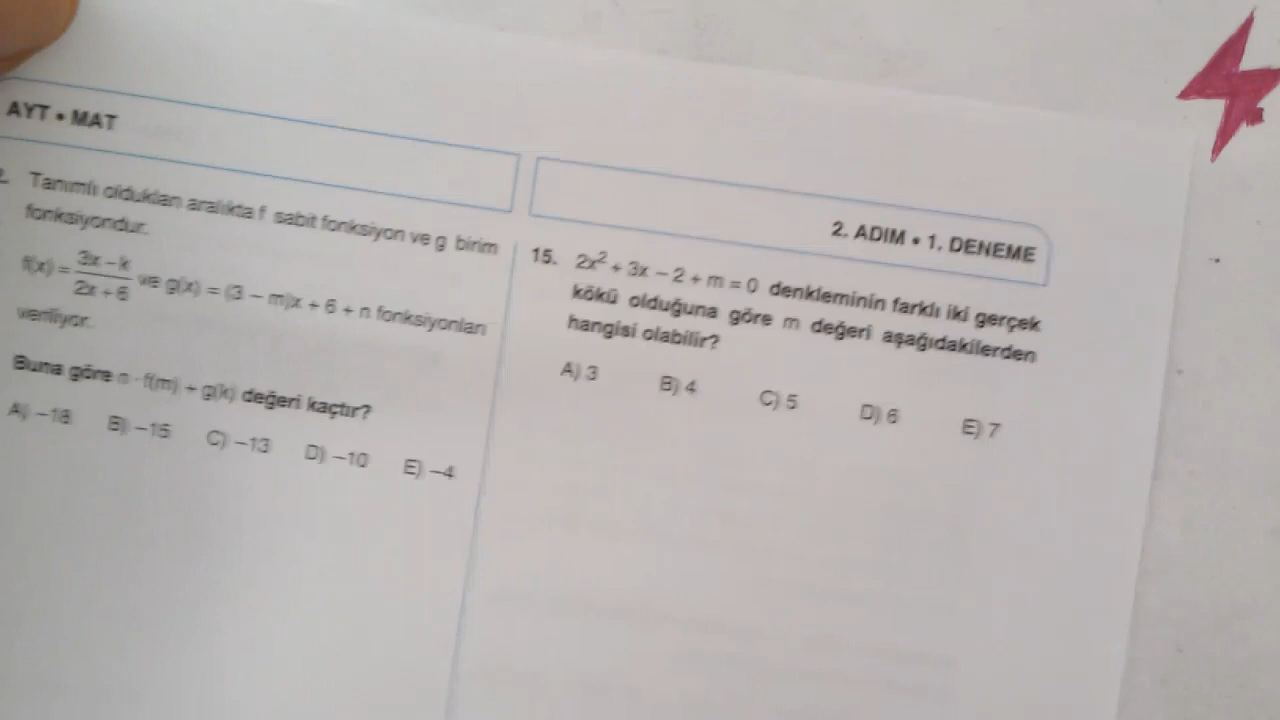 AYT • MAT
2. ADIM • 1. DENEME
Tanımlı oldukları aralıkta f sabit fonksiyon ve g birim
fonksiyondur.
f(x) = (3x – k)/(2x + 6) ve g(x) = (3 – m)x + 6 + n fonksiyonları
veriliyor.
Buna göre n · f(m) + g(k) değeri kaçtır?
A) –18 B) –15 C) –13 D) –10 E) –4
15. 2x² + 3x – 2 + m = 0 denkleminin farklı iki gerçek
kökü olduğuna göre m değeri aşağıdakilerden
hangisi olabilir?
A) 3 B) 4 C) 5 D) 6 E) 7